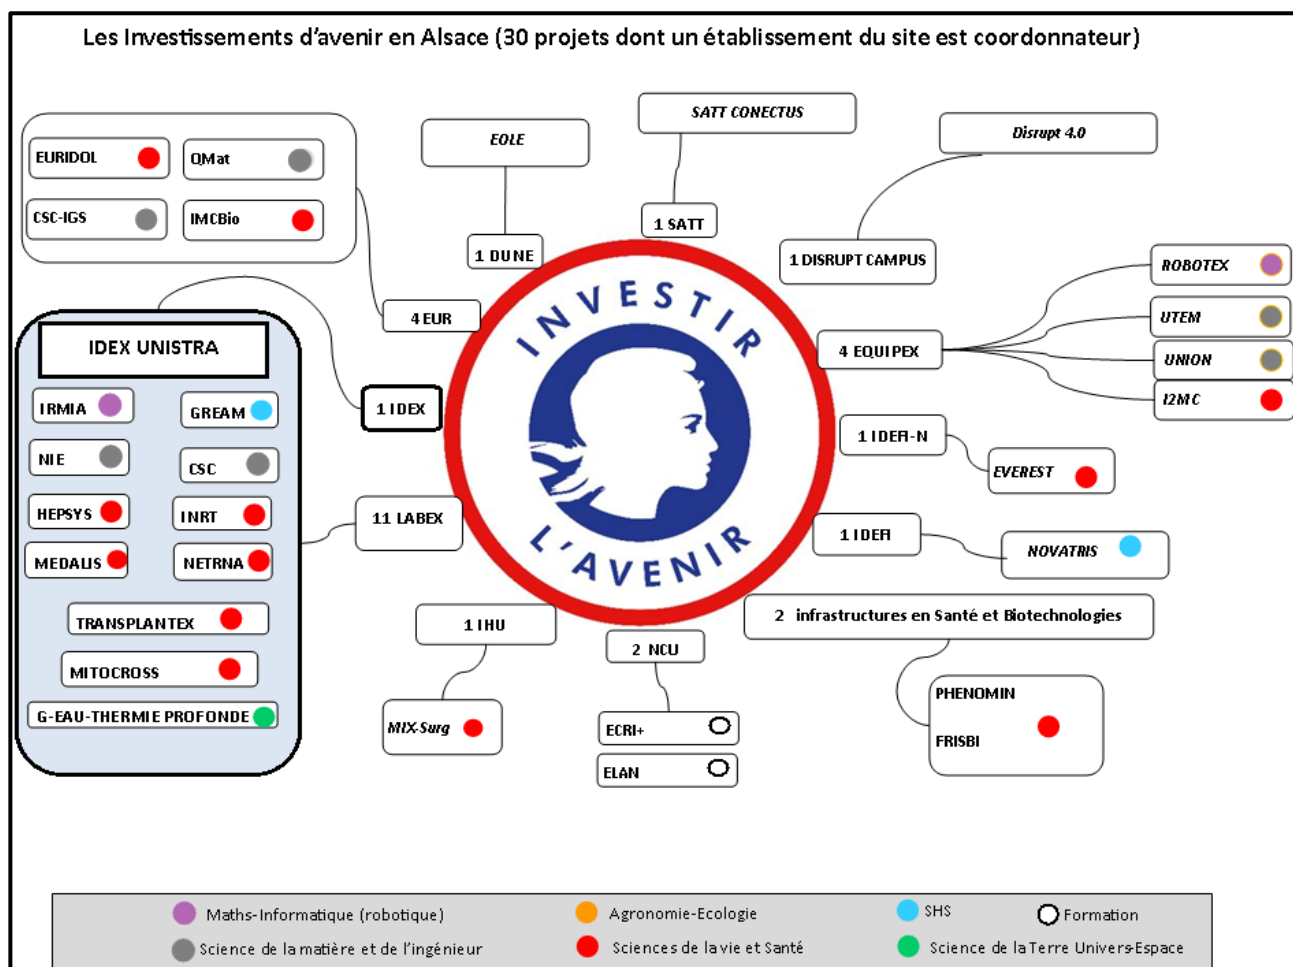 Les Investissements d'avenir en Alsace (30 projets dont un établissement du site est coordonnateur)
EURIDOL
QMat
CSC-IGS
IMCBio
EOLE
SATT CONECTUS
Disrupt 4.0
1 DUNE
1 SATT
1 DISRUPT CAMPUS
4 EUR
1 IDEX
11 LABEX
IDEX UNISTRA
IRMIA
GREAM
NIE
CSC
HEPSYS
INRT
MEDALIS
NETRNA
TRANSPLANTEX
MITOCROSS
G-EAU-THERMIE PROFONDE
INVESTIR
L'AVENIR
4 EQUIPEX
ROBOTEX
UTEM
UNION
I2MC
1 IDEFI-N
EVEREST
1 IDEFI
NOVATRIS
2 infrastructures en Santé et Biotechnologies
PHENOMIN
FRISBI
1 IHU
MIX-Surg
2 NCU
ECRI+
ELAN
Maths-Informatique (robotique)
Agronomie-Ecologie
SHS
Formation
Science de la matière et de l'ingénieur
Sciences de la vie et Santé
Science de la Terre Univers-Espace